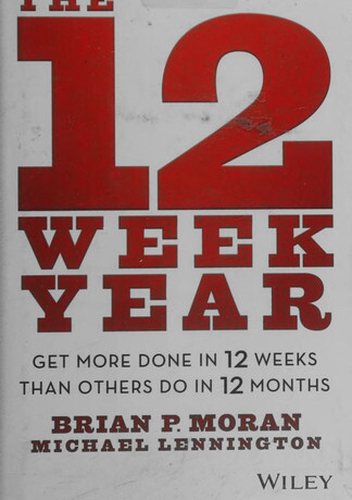 THE
12
WEEK
YEAR
GET MORE DONE IN 12 WEEKS
THAN OTHERS DO IN 12 MONTHS
BRIAN P. MORAN
MICHAEL LENNINGTON
WILEY